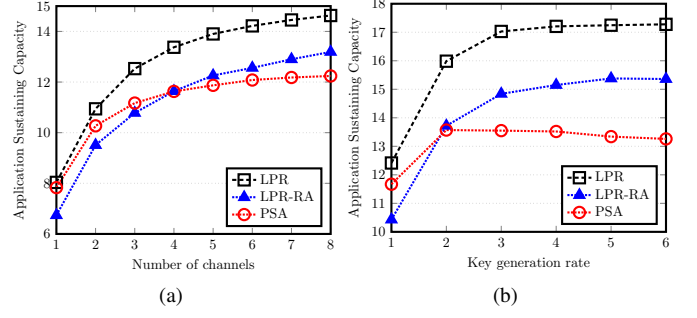 Application Sustaining Capacity
15
14
12
10
8
6
1 2 3 4 5 6 7 8
Number of channels
LPR
LPR-RA
PSA
(a)
Application Sustaining Capacity
18
17
16
15
14
13
12
11
10
1 2 3 4 5 6
Key generation rate
LPR
LPR-RA
PSA
(b)